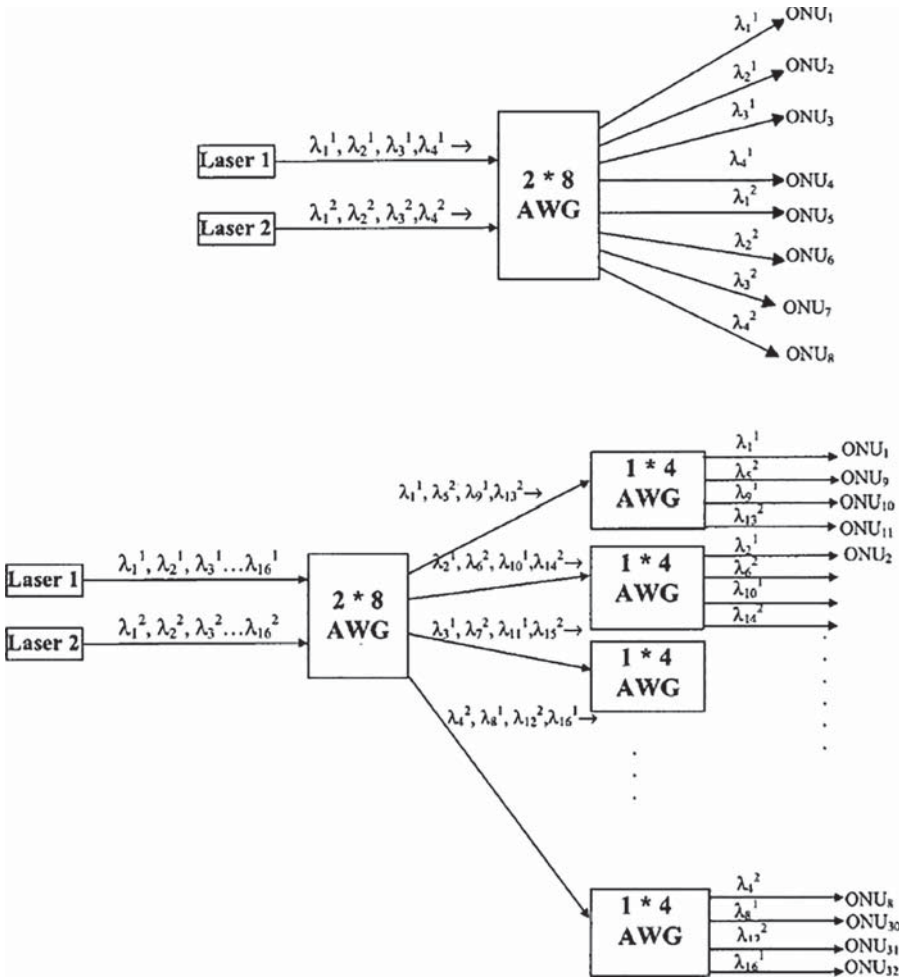 λ₁¹ ONU₁
λ₂¹ ONU₂
λ₃¹ ONU₃
Laser 1 λ₁¹, λ₂¹, λ₃¹,λ₄¹ →
λ₄¹ ONU₄
2 * 8
AWG
Laser 2 λ₁², λ₂², λ₃²,λ₄² →
λ₁² ONU₅
λ₂² ONU₆
λ₃² ONU₇
λ₄² ONU₈
λ₁¹, λ₅², λ₉¹,λ₁₃²→
1 * 4
AWG
λ₁¹ ONU₁
λ₅² ONU₉
λ₉¹ ONU₁₀
λ₁₃² ONU₁₁
Laser 1 λ₁¹, λ₂¹, λ₃¹ ...λ₁₆¹
Laser 2 λ₁², λ₂², λ₃²...λ₁₆²
2 * 8
AWG
λ₂¹, λ₆², λ₁₀¹,λ₁₄²→
1 * 4
AWG
λ₂¹ ONU₂
λ₆²
λ₁₀¹
λ₁₄²
λ₃¹, λ₇², λ₁₁¹,λ₁₅²→
1 * 4
AWG
λ₄², λ₈¹, λ₁₂²,λ₁₆¹→
1 * 4
AWG
λ₄² ONU₈
λ₈¹ ONU₃₀
λ₁₂² ONU₃₁
λ₁₆¹ ONU₃₂